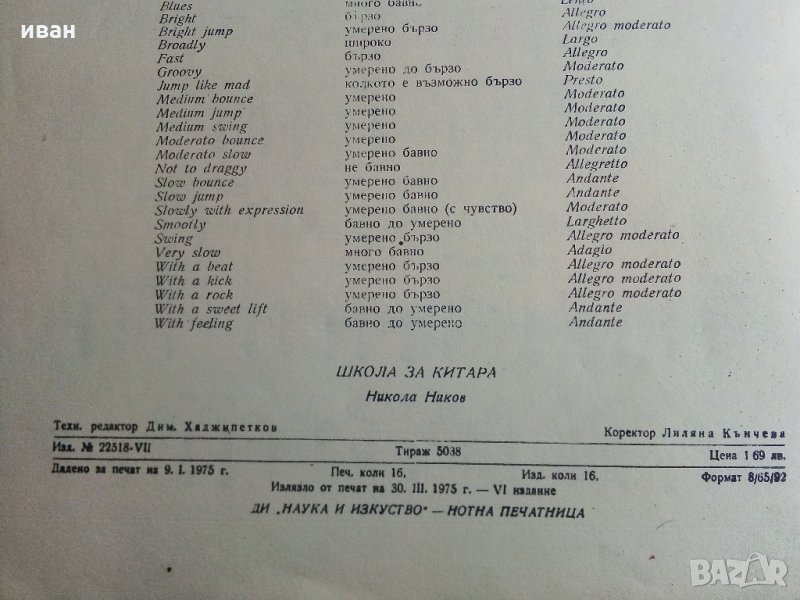 Blues много бавно Lento
Bright бързо Allegro
Bright jump умерено бързо Allegro moderato
Broadly широко Largo
Fast бързо Allegro
Groovy умерено до бързо Moderato
Jump like mad колкото е възможно бързо Presto
Medium bounce умерено Moderato
Medium jump умерено Moderato
Medium swing умерено Moderato
Moderato bounce умерено Moderato
Moderato slow умерено бавно Moderato
Not to draggy не бавно Allegretto
Slow bounce умерено бавно Andante
Slow jump умерено бавно Andante
Slowly with expression умерено бавно (с чувство) Moderato
Smootly бавно до умерено Larghetto
Swing умерено бързо Allegro moderato
Very slow много бавно Adagio
With a beat умерено бързо Allegro moderato
With a kick умерено бързо Allegro moderato
With a rock умерено бързо Allegro moderato
With a sweet lift бавно до умерено Andante
With feeling бавно до умерено Andante
ШКОЛА ЗА КИТАРА
Никола Ников
Техн. редактор Дим. Хаджипетков Коректор Лиляна Кънчева
Изд. № 22518-VII Тираж 5038 Цена 1 69 лв.
Дадено за печат на 9. I. 1975 г. Печ. коли 16, Изд. коли 16, Формат 8/65/92
Излязло от печат на 30. III. 1975 г. — VI издание
ДИ „НАУКА И ИЗКУСТВО" — НОТНА ПЕЧАТНИЦА
иван
BAZAR